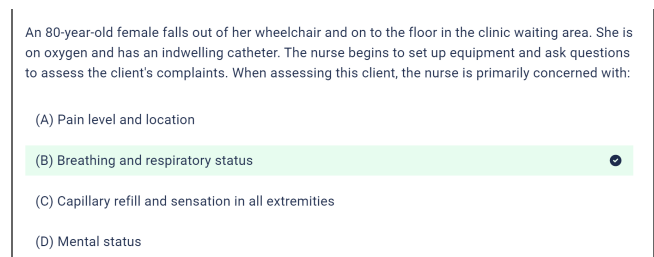 An 80-year-old female falls out of her wheelchair and on to the floor in the clinic waiting area. She is
on oxygen and has an indwelling catheter. The nurse begins to set up equipment and ask questions
to assess the client's complaints. When assessing this client, the nurse is primarily concerned with:
(A) Pain level and location
(B) Breathing and respiratory status
(C) Capillary refill and sensation in all extremities
(D) Mental status